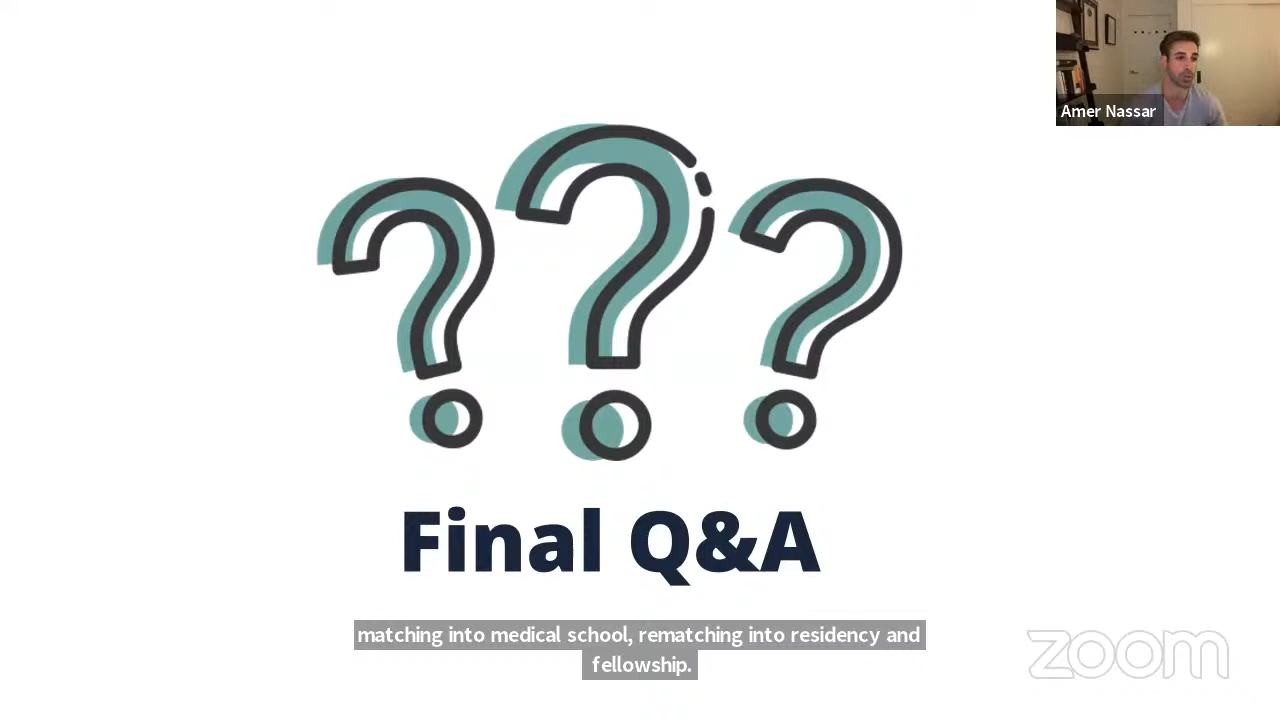 Amer Nassar
Final Q&A
matching into medical school, rematching into residency and
fellowship.
zoom